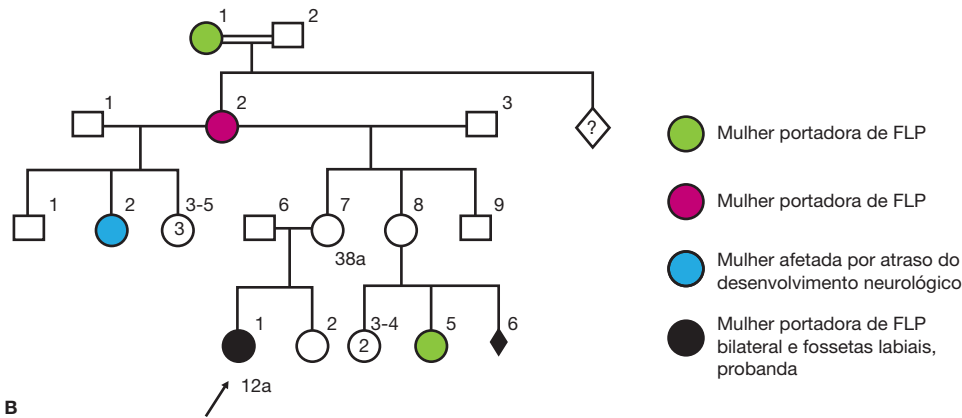 1
2
1
2
3
?
Mulher portadora de FLP
Mulher portadora de FLP
1
2
3-5
3
6
7
8
9
38a
Mulher afetada por atraso do
desenvolvimento neurológico
1
2
3-4
2
5
6
12a
Mulher portadora de FLP
bilateral e fossetas labiais,
probanda
B